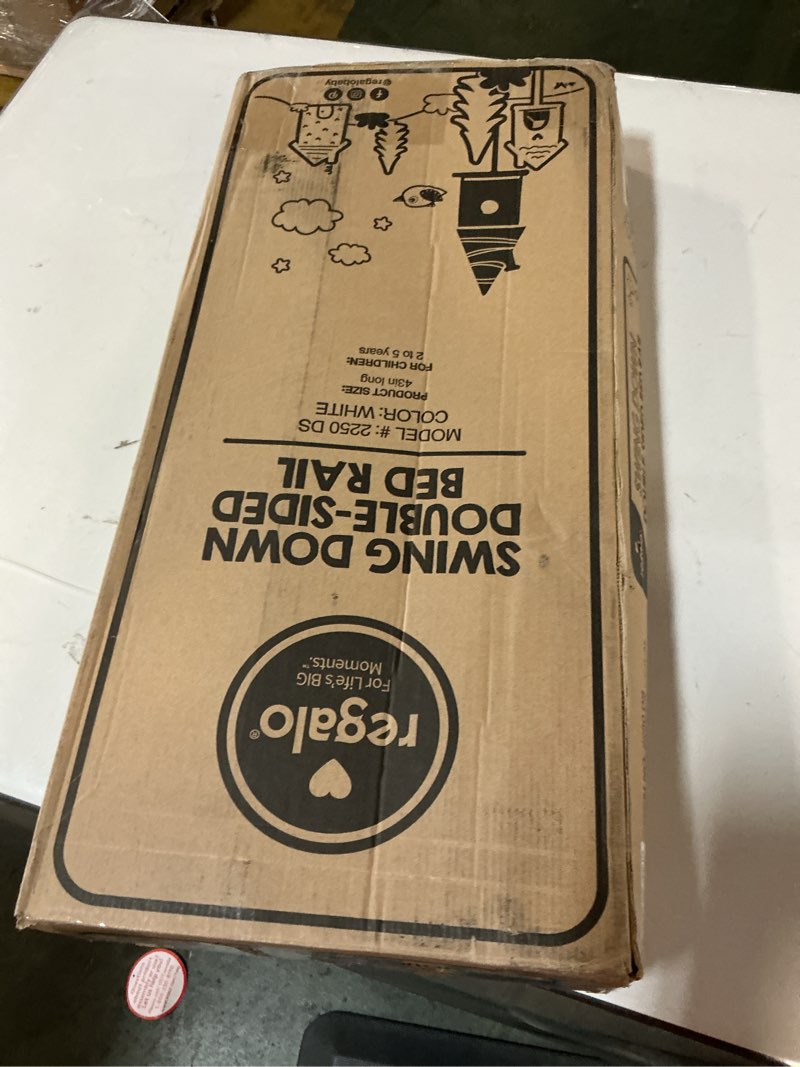 regalo®
For Life's BIG
Moments.™
SWING DOWN
DOUBLE-SIDED
BED RAIL
MODEL #: 2250 DS
COLOR: WHITE
PRODUCT SIZE:
43in long
FOR CHILDREN:
2 to 5 years
@regalobaby